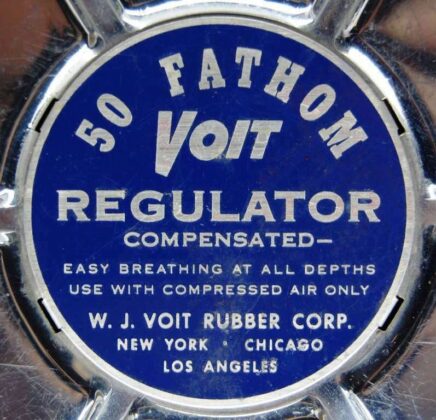 50 FATHOM
VOIT
REGULATOR
COMPENSATED—
EASY BREATHING AT ALL DEPTHS
USE WITH COMPRESSED AIR ONLY
W. J. VOIT RUBBER CORP.
NEW YORK • CHICAGO
LOS ANGELES